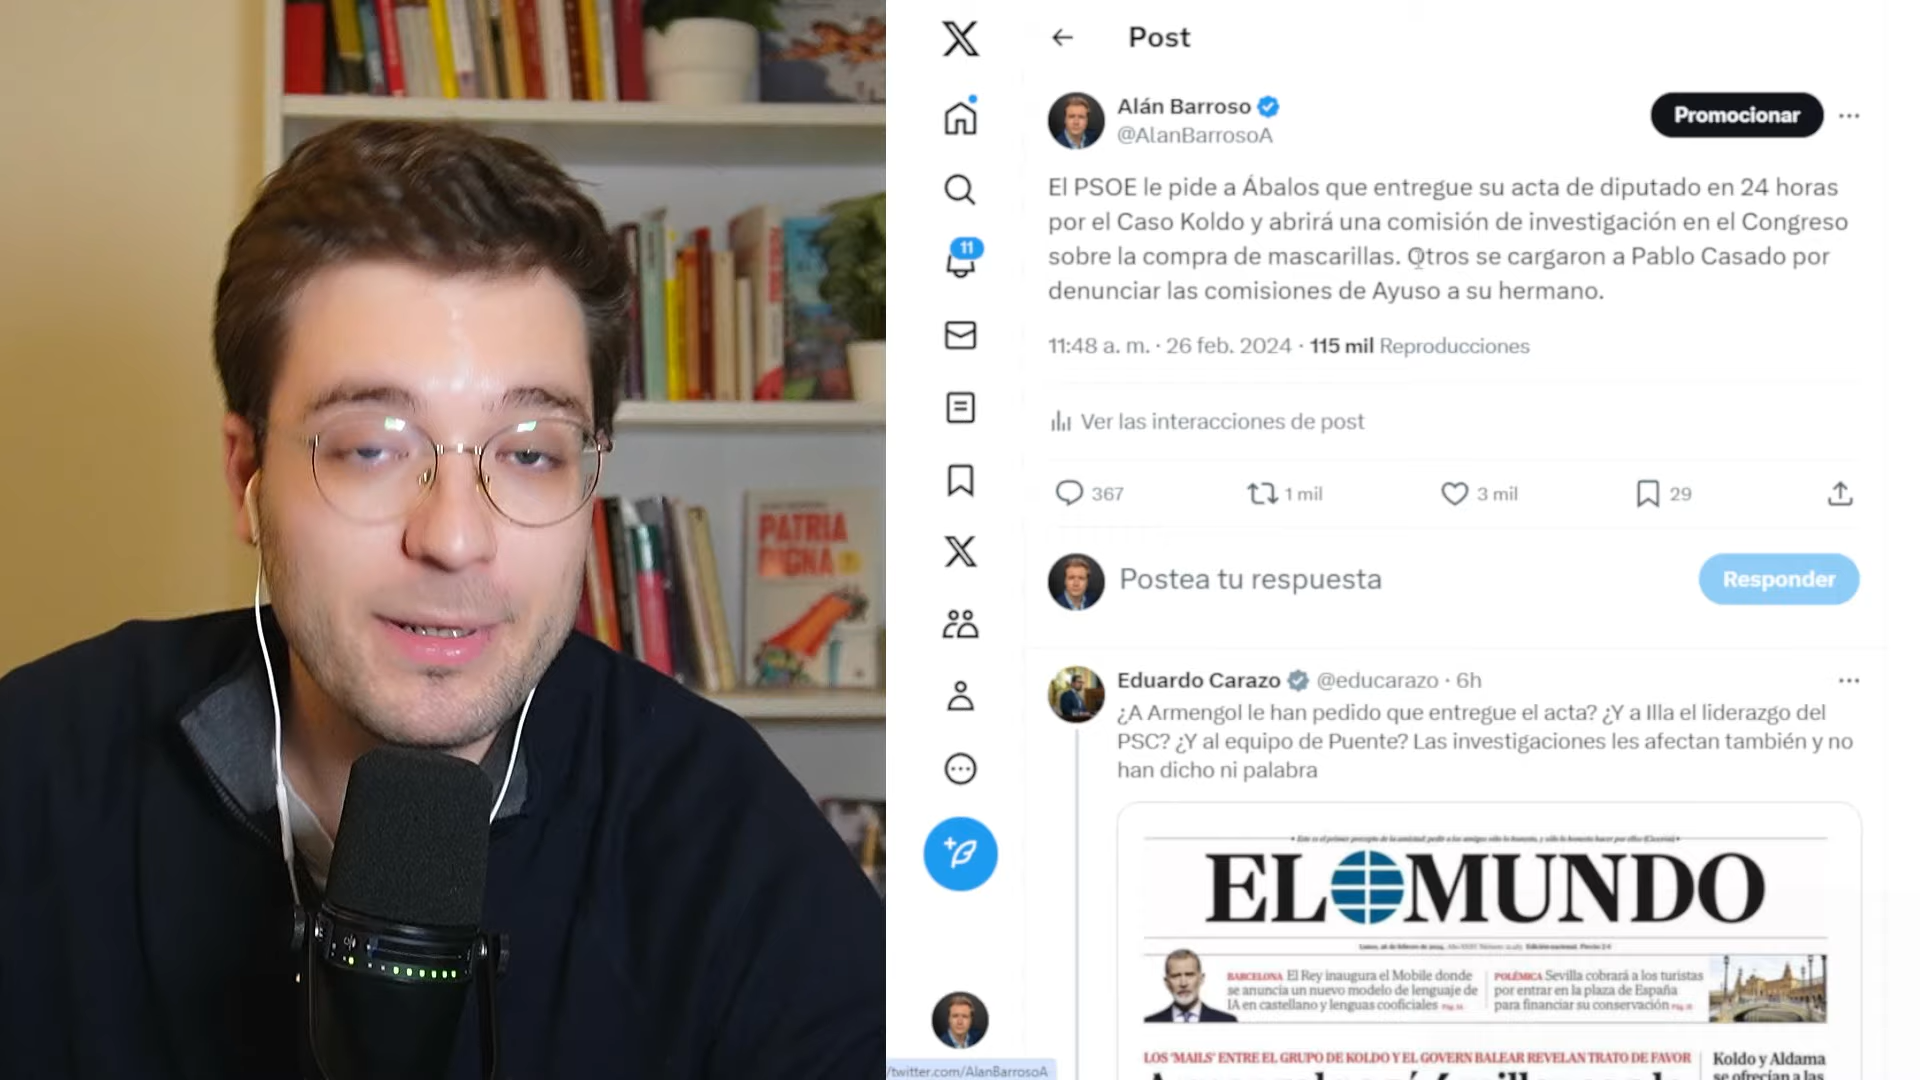 PATRIA
Post
Alán Barroso
@AlanBarrosoA
Promocionar
El PSOE le pide a Ábalos que entregue su acta de diputado en 24 horas
por el Caso Koldo y abrirá una comisión de investigación en el Congreso
sobre la compra de mascarillas. Otros se cargaron a Pablo Casado por
denunciar las comisiones de Ayuso a su hermano.
11:48 a. m. · 26 feb. 2024 · 115 mil Reproducciones
Ver las interacciones de post
367
1 mil
3 mil
29
11
Postea tu respuesta
Responder
Eduardo Carazo @educarazo · 6h
¿A Armengol le han pedido que entregue el acta? ¿Y a Illa el liderazgo del
PSC? ¿Y al equipo de Puente? Las investigaciones les afectan también y no
han dicho ni palabra
EL MUNDO
BARCELONA El Rey inaugura el Mobile donde
se anuncia un nuevo modelo de lenguaje de
IA en castellano y lenguas cooficiales
POLÉMICA Sevilla cobrará a los turistas
por entrar en la plaza de España
para financiar su conservación
LOS 'MAILS' ENTRE EL GRUPO DE KOLDO Y EL GOVERN BALEAR REVELAN TRATO DE FAVOR
Koldo y Aldama
se ofrecían a las
/twitter.com/AlanBarrosoA